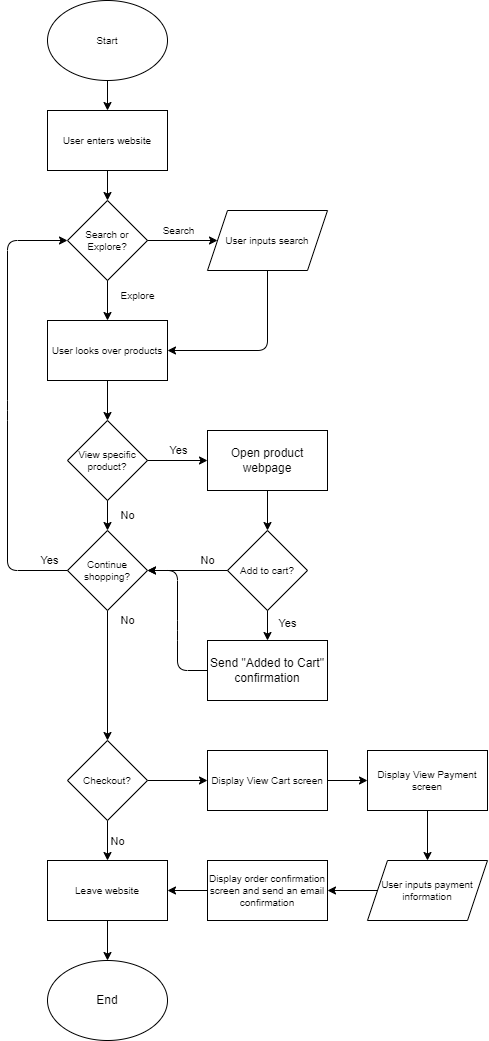 Start
User enters website
Search or
Explore?
Search
User inputs search
Explore
User looks over products
View specific
product?
Yes
Open product
webpage
No
Continue
shopping?
Yes
No
Add to cart?
No
Yes
Send "Added to Cart"
confirmation
Checkout?
Display View Cart screen
Display View Payment
screen
No
Leave website
Display order confirmation
screen and send an email
confirmation
User inputs payment
information
End